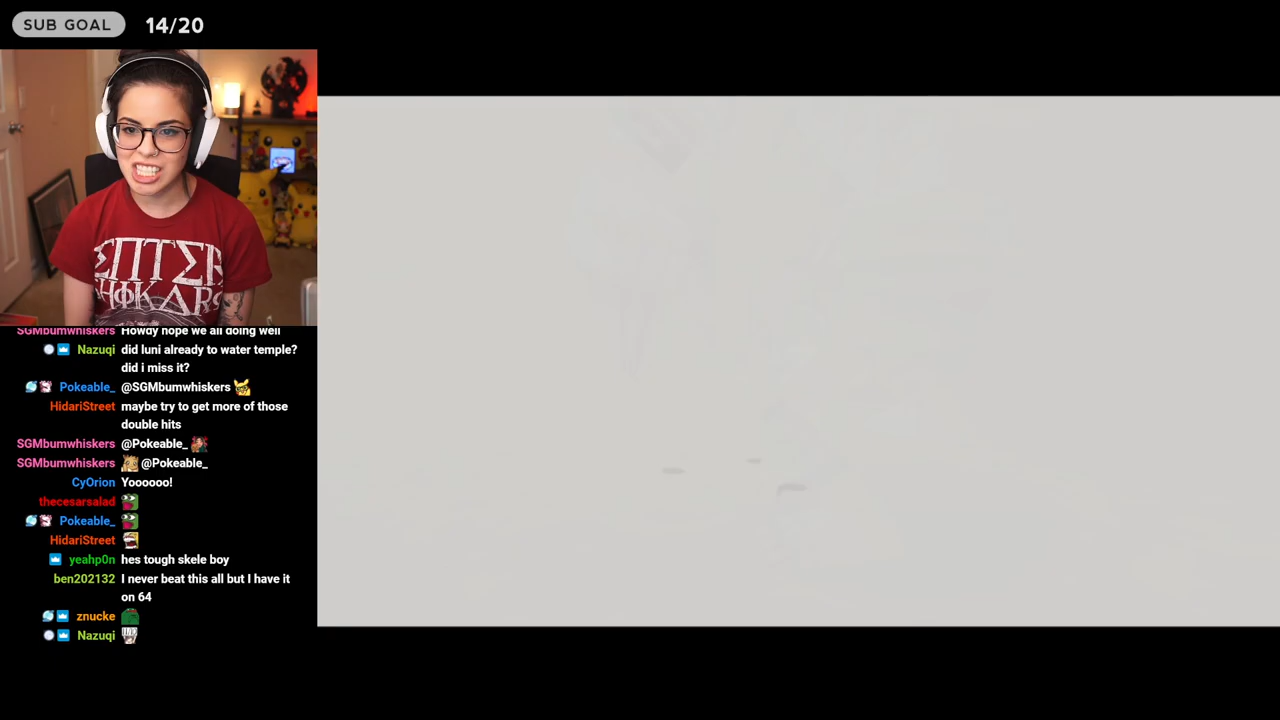 SUB GOAL 14/20
ΣΠTΣR
SHIKARI
SGMbumwhiskers Howdy hope we all doing well
Nazuqi did luni already to water temple?
did i miss it?
Pokeable_ @SGMbumwhiskers
HidariStreet maybe try to get more of those
double hits
SGMbumwhiskers @Pokeable_
SGMbumwhiskers @Pokeable_
CyOrion Yoooooo!
thecesarsalad
Pokeable_
HidariStreet
yeahp0n hes tough skele boy
ben202132 I never beat this all but I have it
on 64
znucke
Nazuqi